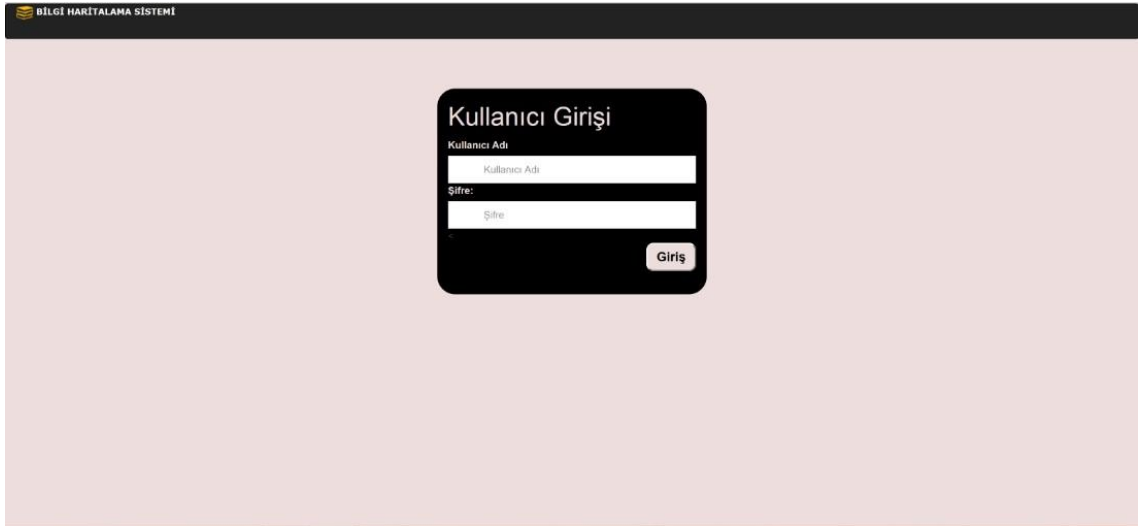 BİLGİ HARİTALAMA SİSTEMİ
Kullanıcı Girişi
Kullanıcı Adı
Kullanıcı Adı
Şifre:
Şifre
<
Giriş